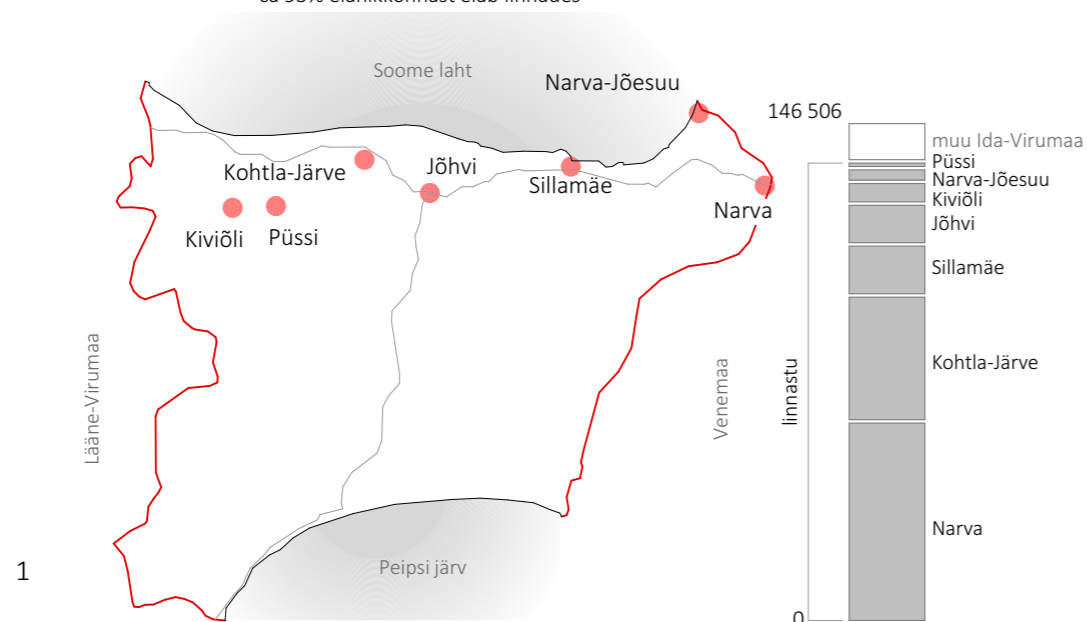 Soome laht
Narva-Jõesuu
146 506
muu Ida-Virumaa
Püssi
Narva-Jõesuu
Kiviõli
Jõhvi
Sillamäe
Kohtla-Järve
Narva
linnastu
0
Kohtla-Järve
Jõhvi
Sillamäe
Narva
Kiviõli
Püssi
Lääne-Virumaa
Venemaa
Peipsi järv
1